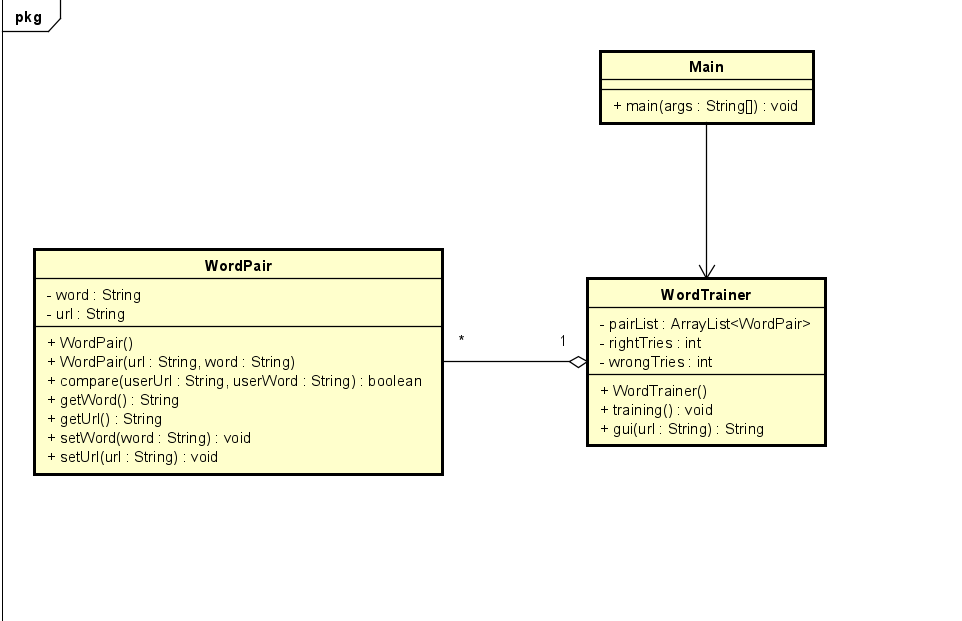 pkg
Main
+ main(args : String[]) : void
WordPair
- word : String
- url : String
+ WordPair()
+ WordPair(url : String, word : String)
+ compare(userUrl : String, userWord : String) : boolean
+ getWord() : String
+ getUrl() : String
+ setWord(word : String) : void
+ setUrl(url : String) : void
*
1
WordTrainer
- pairList : ArrayList<WordPair>
- rightTries : int
- wrongTries : int
+ WordTrainer()
+ training() : void
+ gui(url : String) : String